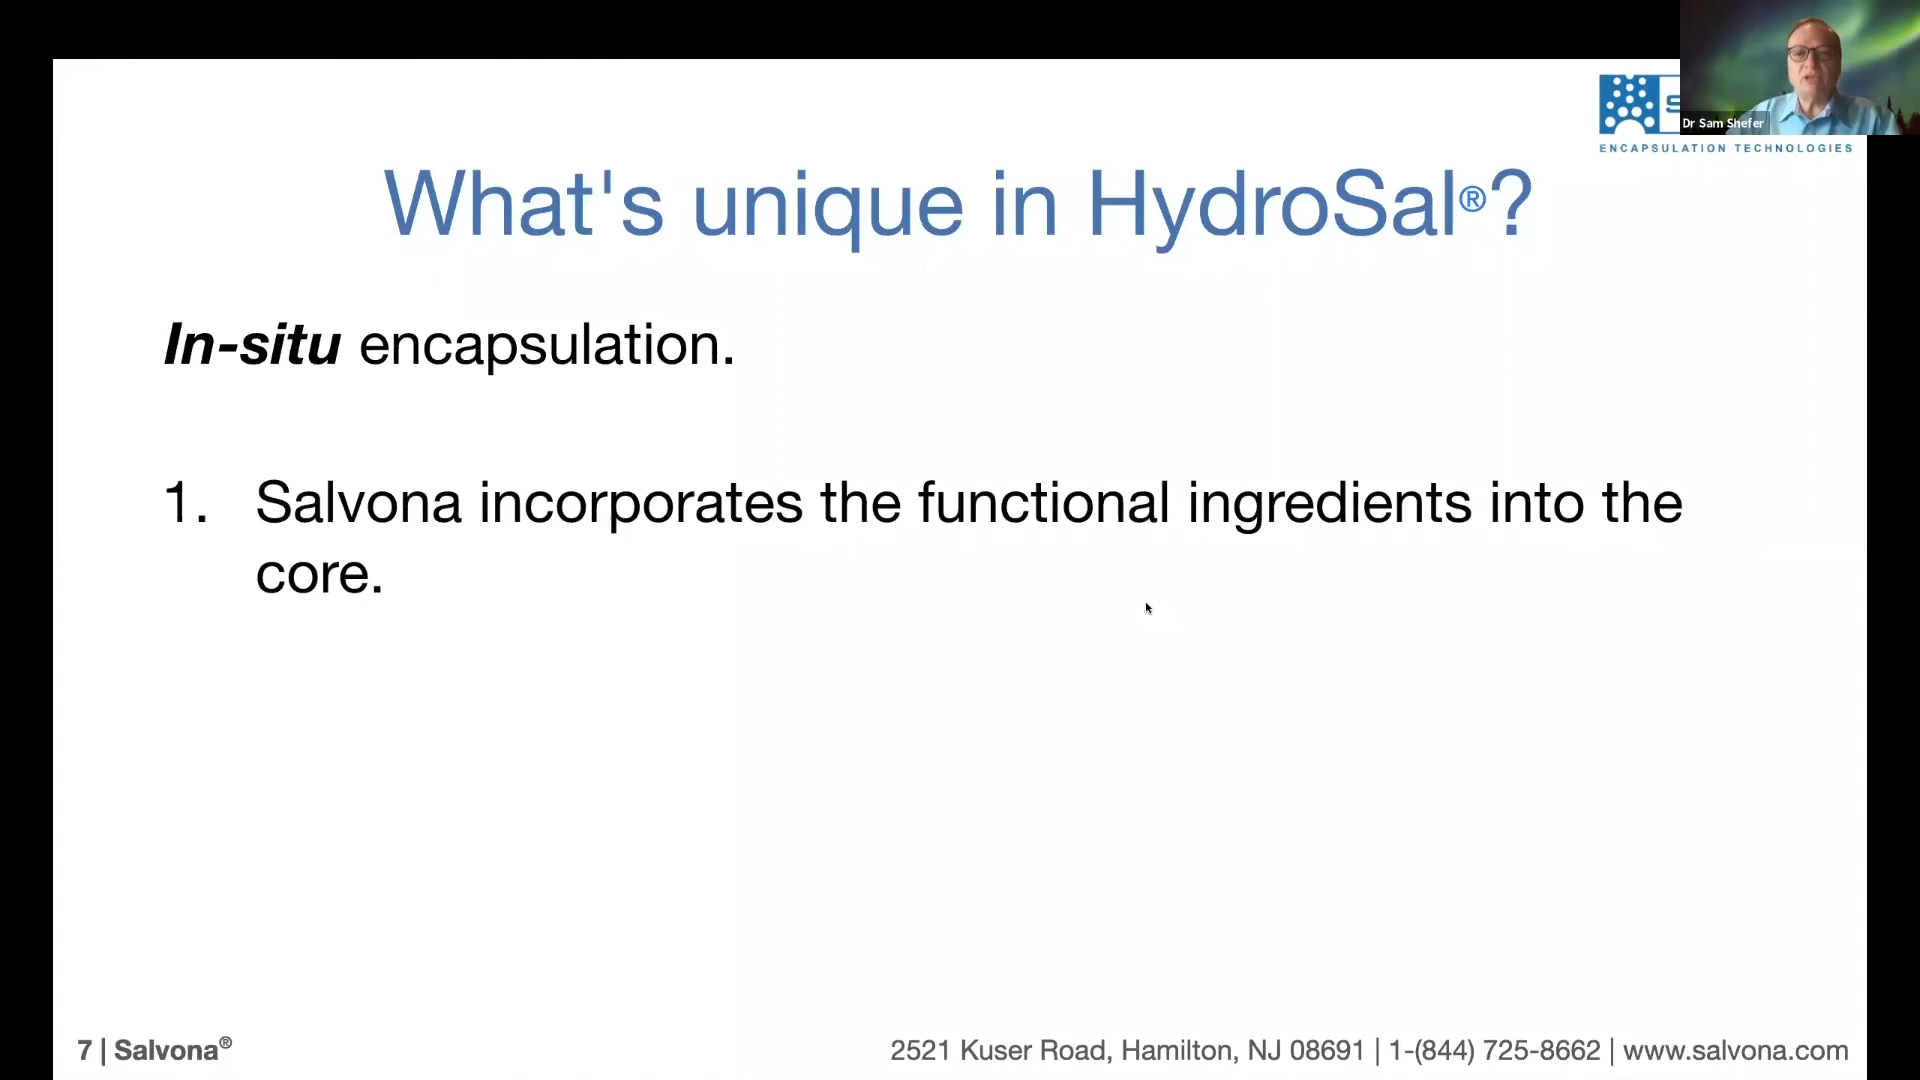 Dr Sam Shefer
ENCAPSULATION TECHNOLOGIES
What's unique in HydroSal®?
In-situ encapsulation.
1. Salvona incorporates the functional ingredients into the
core.
7 | Salvona®
2521 Kuser Road, Hamilton, NJ 08691 | 1-(844) 725-8662 | www.salvona.com